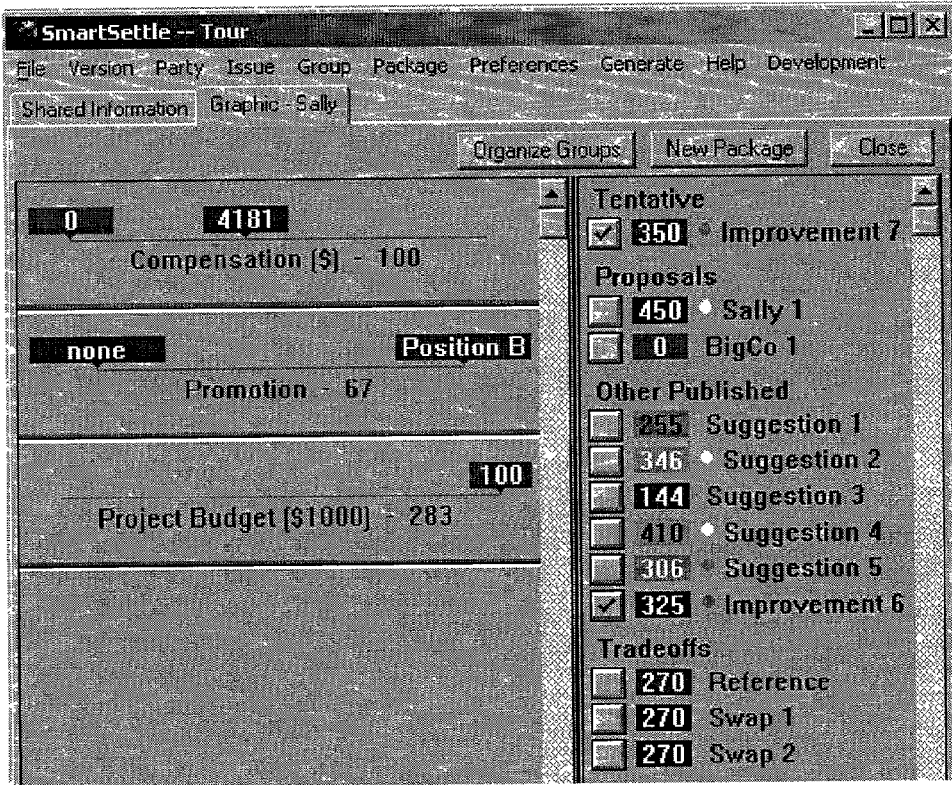 SmartSettle -- Tour
File Version Party Issue Group Package Preferences Generate Help Development
Shared Information Graphic - Sally
Organize Groups New Package Close
0 4181
Compensation ($) - 100
none Position B
Promotion - 67
100
Project Budget ($1000) - 283
Tentative
350 Improvement 7
Proposals
450 Sally 1
0 BigCo 1
Other Published
255 Suggestion 1
346 Suggestion 2
144 Suggestion 3
410 Suggestion 4
306 Suggestion 5
325 Improvement 6
Tradeoffs
270 Reference
270 Swap 1
270 Swap 2